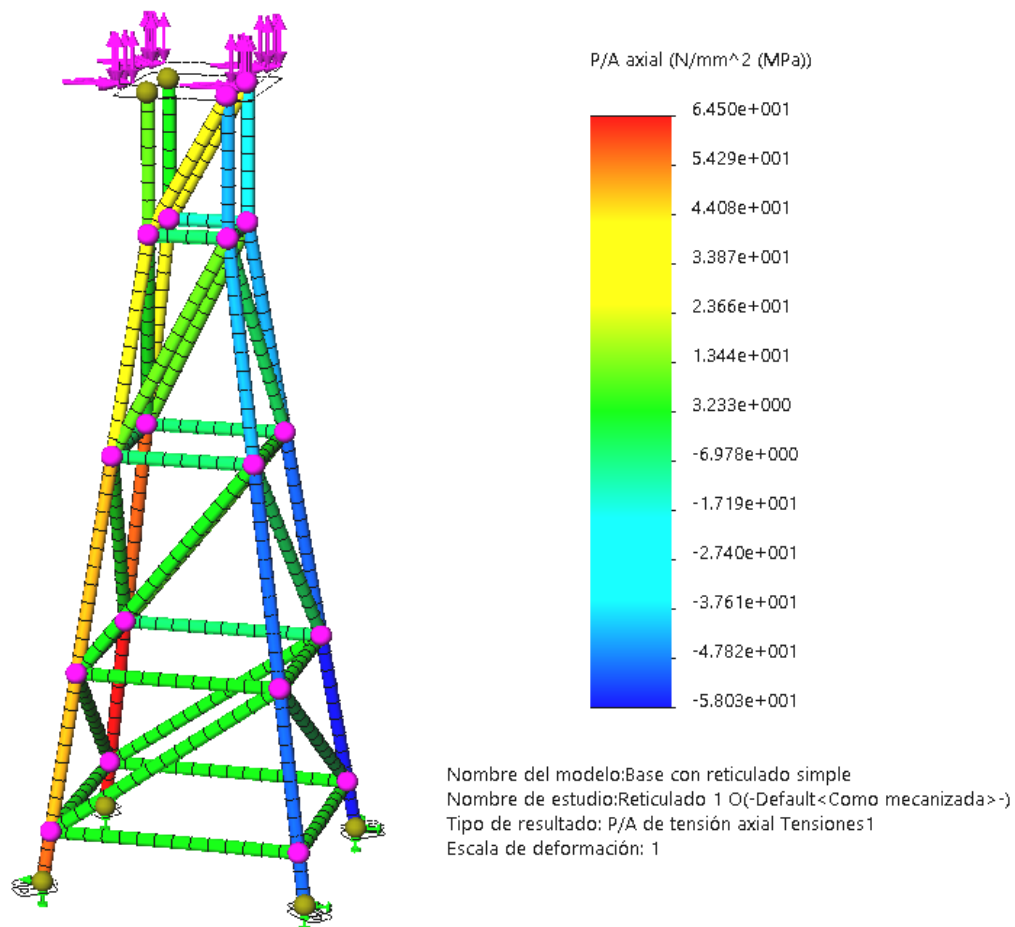 P/A axial (N/mm^2 (MPa))
6.450e+001
5.429e+001
4.408e+001
3.387e+001
2.366e+001
1.344e+001
3.233e+000
-6.978e+000
-1.719e+001
-2.740e+001
-3.761e+001
-4.782e+001
-5.803e+001
Nombre del modelo:Base con reticulado simple
Nombre de estudio:Reticulado 1 O(-Default<Como mecanizada>-)
Tipo de resultado: P/A de tensión axial Tensiones1
Escala de deformación: 1